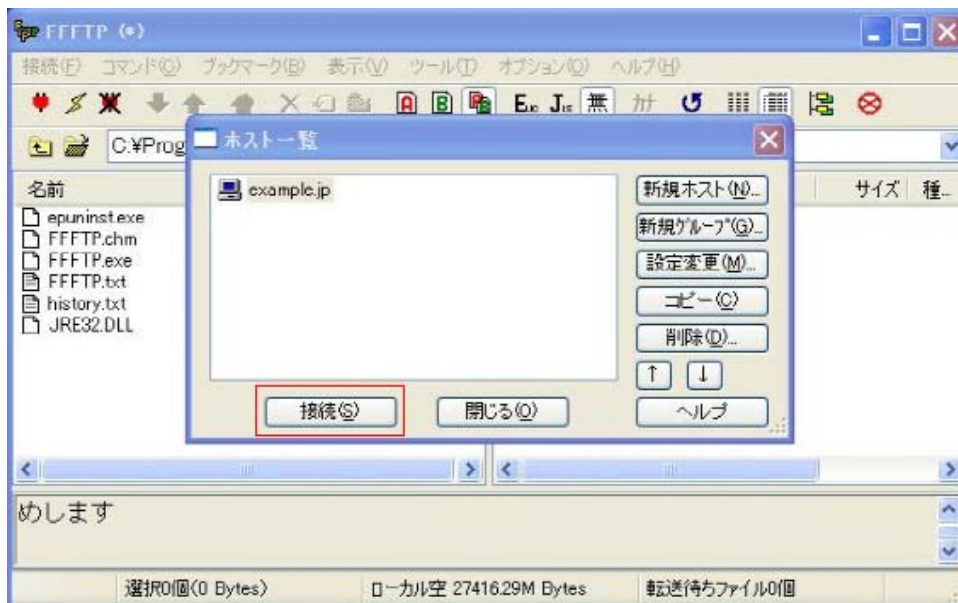 FFFTP (*)
接続(F) コマンド(C) ブックマーク(B) 表示(V) ツール(T) オプション(O) ヘルプ(H)
A B Euc Jis 無 カナ
C:¥Prog
ホスト一覧
名前
サイズ 種...
epuninst.exe
FFFTP.chm
FFFTP.exe
FFFTP.txt
history.txt
JRE32.DLL
example.jp
新規ホスト(N)...
新規グループ(G)...
設定変更(M)...
コピー(C)
削除(D)...
↑ ↓
接続(S) 閉じる(O) ヘルプ
めします
選択0個(0 Bytes) ローカル空 27416.29M Bytes 転送待ちファイル0個